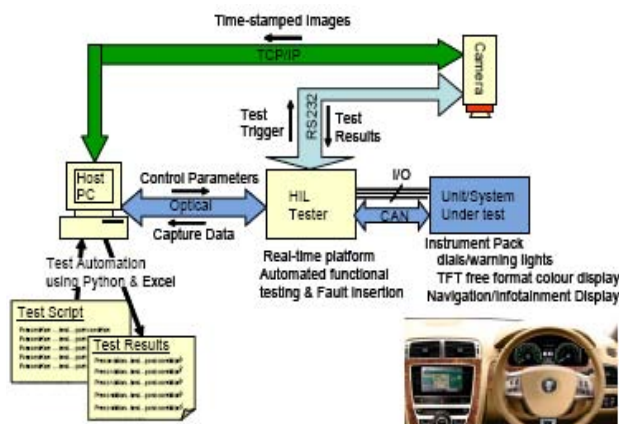 Time-stamped Images
TCP/IP
Camera
RS232
Test
Trigger
Test
Results
Host
PC
Control Parameters
Optical
Capture Data
HIL
Tester
I/O
CAN
Unit/System
Under test
Test Automation
using Python & Excel
Real-time platform
Automated functional
testing & Fault Insertion
Instrument Pack
dials/warning lights
TFT free format colour display
Navigation/Infotainment Display
Test Script
Test Results